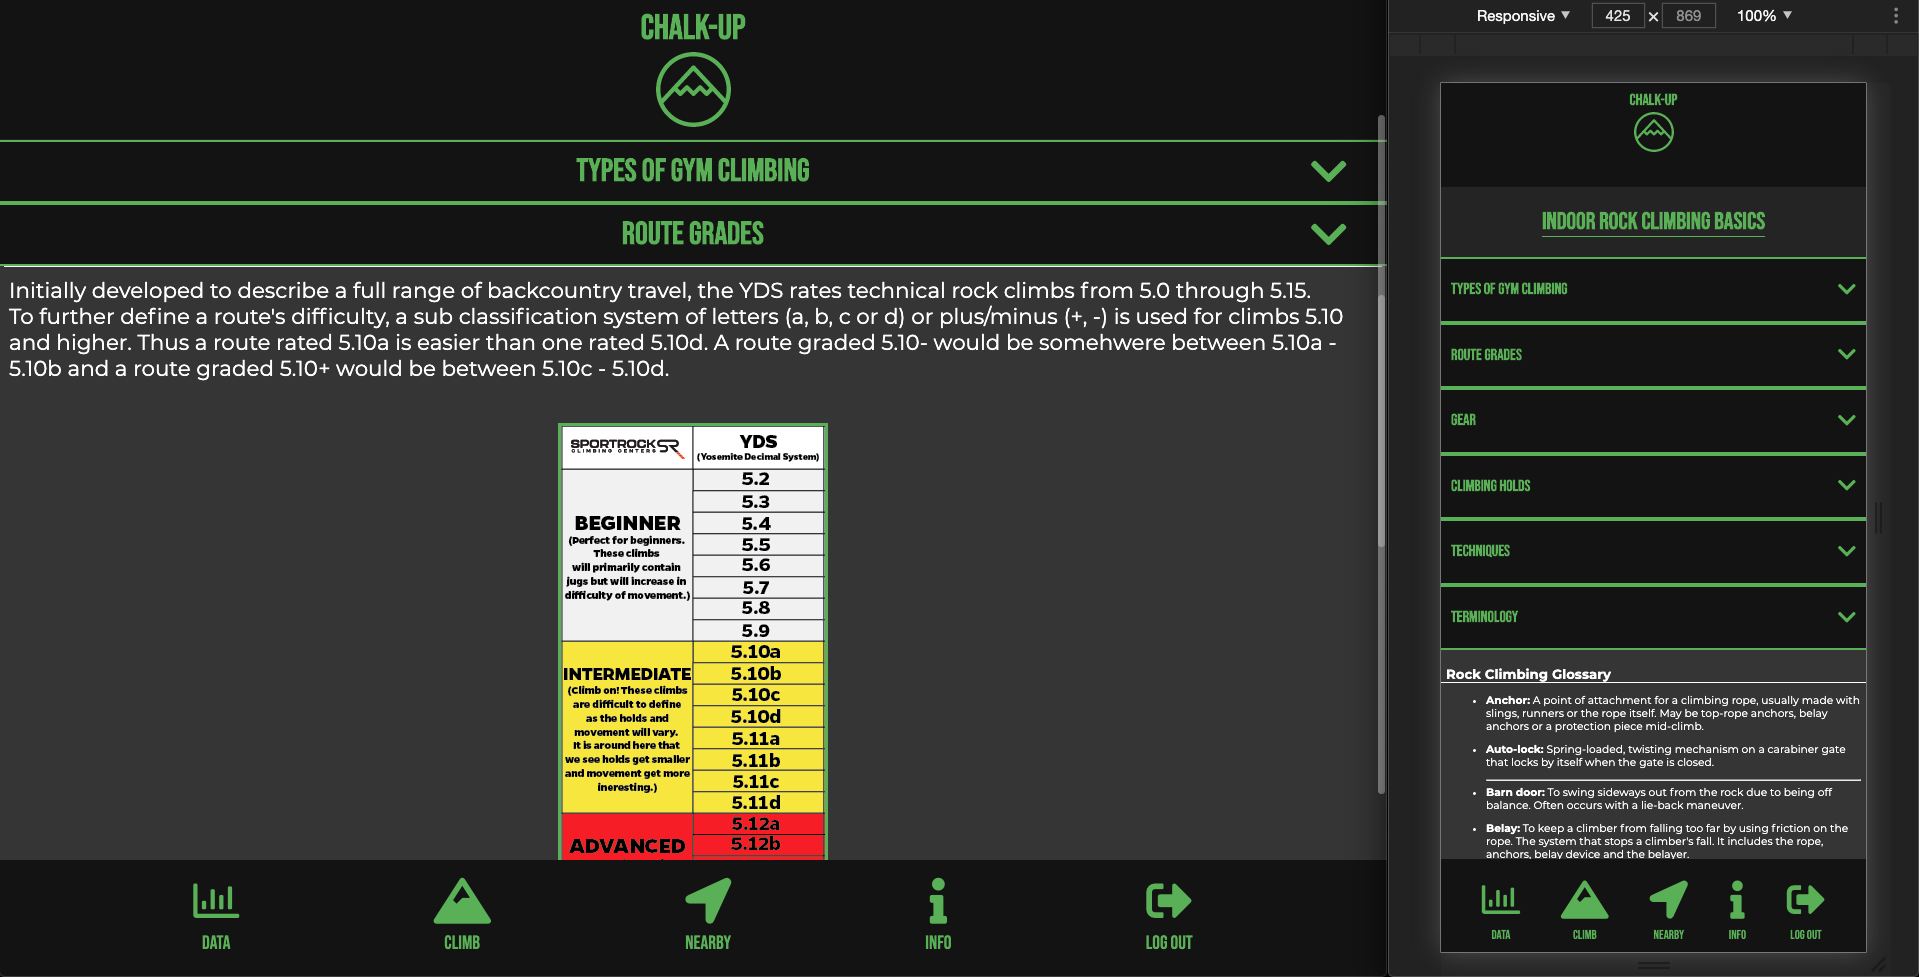 CHALK-UP
TYPES OF GYM CLIMBING
ROUTE GRADES
Initially developed to describe a full range of backcountry travel, the YDS rates technical rock climbs from 5.0 through 5.15.
To further define a route's difficulty, a sub classification system of letters (a, b, c or d) or plus/minus (+, -) is used for climbs 5.10
and higher. Thus a route rated 5.10a is easier than one rated 5.10d. A route graded 5.10- would be somehwere between 5.10a -
5.10b and a route graded 5.10+ would be between 5.10c - 5.10d.
SPORTROCK SR
CLIMBING CENTERS
YDS
(Yosemite Decimal System)
BEGINNER
(Perfect for beginners.
These climbs
will primarily contain
jugs but will increase in
difficulty of movement.)
5.2
5.3
5.4
5.5
5.6
5.7
5.8
5.9
INTERMEDIATE
(Climb on! These climbs
are difficult to define
as the holds and
movement will vary.
It is around here that
we see holds get smaller
and movement get more
ineresting.)
5.10a
5.10b
5.10c
5.10d
5.11a
5.11b
5.11c
5.11d
ADVANCED
5.12a
5.12b
DATA
CLIMB
NEARBY
INFO
LOG OUT
Responsive
425 x 869
100%
CHALK-UP
INDOOR ROCK CLIMBING BASICS
TYPES OF GYM CLIMBING
ROUTE GRADES
GEAR
CLIMBING HOLDS
TECHNIQUES
TERMINOLOGY
Rock Climbing Glossary
• Anchor: A point of attachment for a climbing rope, usually made with
slings, runners or the rope itself. May be top-rope anchors, belay
anchors or a protection piece mid-climb.
• Auto-lock: Spring-loaded, twisting mechanism on a carabiner gate
that locks by itself when the gate is closed.
• Barn door: To swing sideways out from the rock due to being off
balance. Often occurs with a lie-back maneuver.
• Belay: To keep a climber from falling too far by using friction on the
rope. The system that stops a climber's fall. It includes the rope,
anchors, belay device and the belayer.
DATA
CLIMB
NEARBY
INFO
LOG OUT